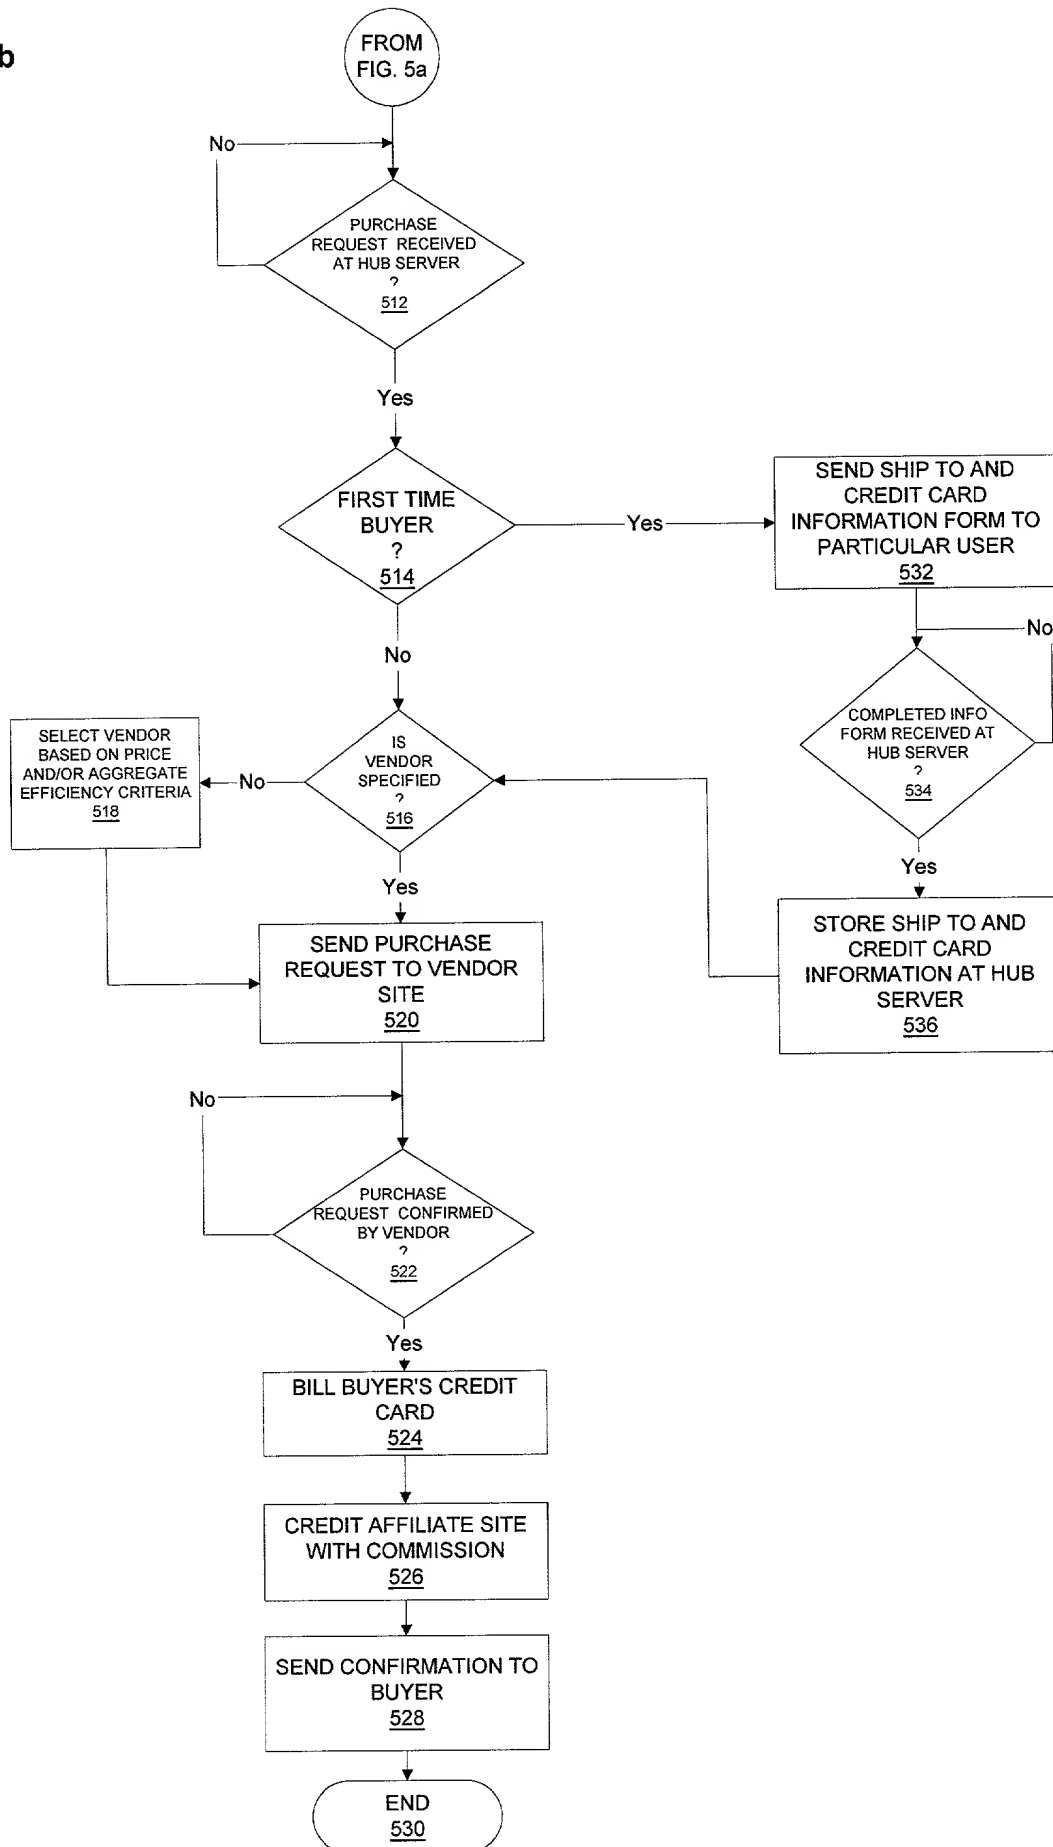 b
FROM
FIG. 5a
No
PURCHASE
REQUEST RECEIVED
AT HUB SERVER
?
512
Yes
FIRST TIME
BUYER
?
514
Yes
SEND SHIP TO AND
CREDIT CARD
INFORMATION FORM TO
PARTICULAR USER
532
No
No
COMPLETED INFO
FORM RECEIVED AT
HUB SERVER
?
534
Yes
STORE SHIP TO AND
CREDIT CARD
INFORMATION AT HUB
SERVER
536
IS
VENDOR
SPECIFIED
?
516
No
SELECT VENDOR
BASED ON PRICE
AND/OR AGGREGATE
EFFICIENCY CRITERIA
518
Yes
SEND PURCHASE
REQUEST TO VENDOR
SITE
520
No
PURCHASE
REQUEST CONFIRMED
BY VENDOR
?
522
Yes
BILL BUYER'S CREDIT
CARD
524
CREDIT AFFILIATE SITE
WITH COMMISSION
526
SEND CONFIRMATION TO
BUYER
528
END
530